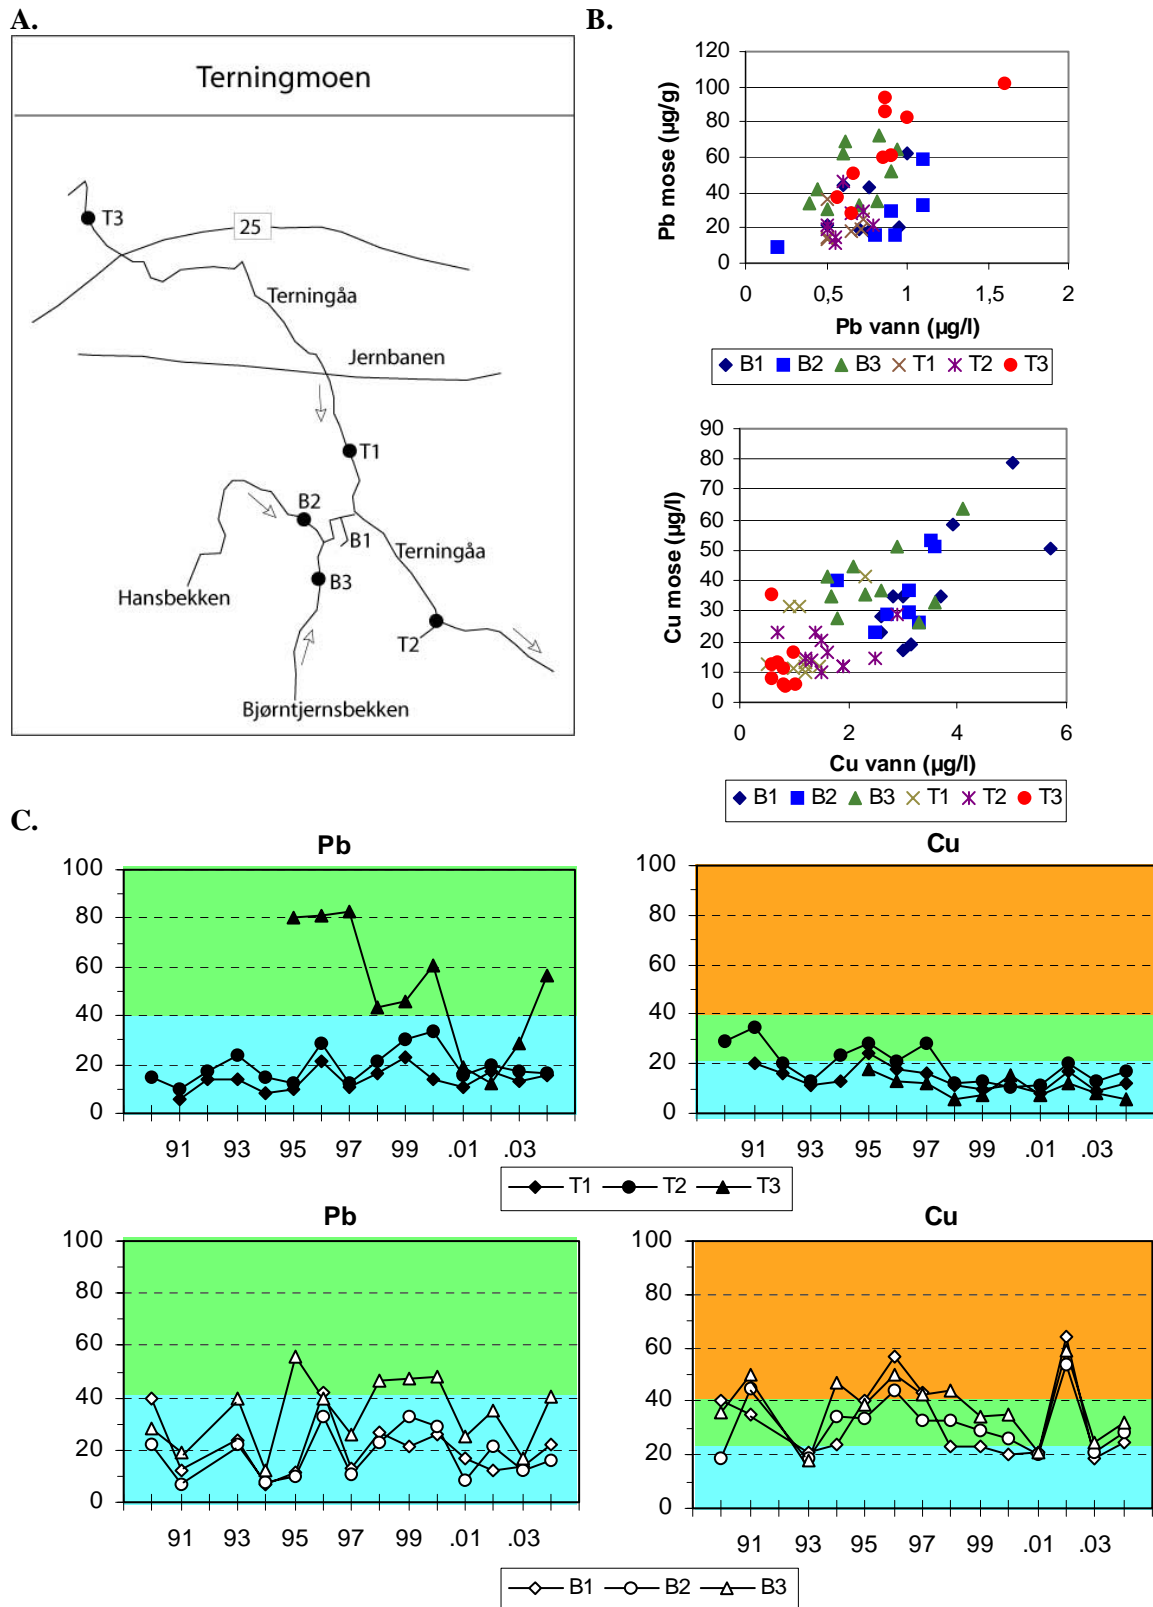 A.
Terningmoen
T3
25
Terningåa
Jernbanen
T1
B2
B1
Terningåa
B3
Hansbekken
T2
Bjørntjernsbekken
B.
120
100
80
60
40
20
0
Pb mose (µg/g)
0 0,5 1 1,5 2
Pb vann (µg/l)
B1 B2 B3 T1 T2 T3
90
80
70
60
50
40
30
20
10
0
Cu mose (µg/l)
0 2 4 6
Cu vann (µg/l)
B1 B2 B3 T1 T2 T3
C.
Pb
100
80
60
40
20
0
91 93 95 97 99 .01 .03
Cu
100
80
60
40
20
0
91 93 95 97 99 .01 .03
T1 T2 T3
Pb
100
80
60
40
20
0
91 93 95 97 99 .01 .03
Cu
100
80
60
40
20
0
91 93 95 97 99 .01 .03
B1 B2 B3